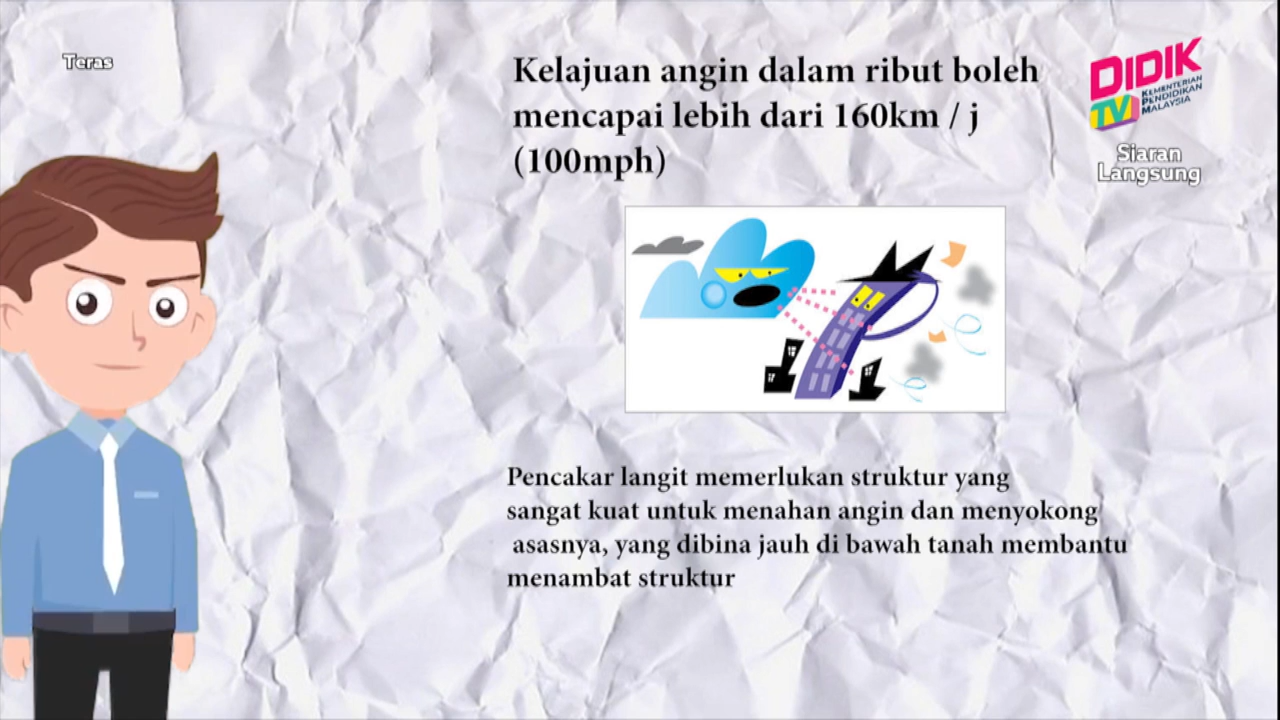 Teras
Kelajuan angin dalam ribut boleh
mencapai lebih dari 160km / j
(100mph)
DIDIK
TV
KEMENTERIAN
PENDIDIKAN
MALAYSIA
Siaran
Langsung
Pencakar langit memerlukan struktur yang
sangat kuat untuk menahan angin dan menyokong
asasnya, yang dibina jauh di bawah tanah membantu
menambat struktur